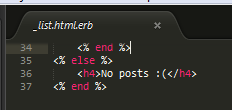 _list.html.erb ×
34 <% end %>
35 <% else %>
36 <h4>No posts :(</h4>
37 <% end %>